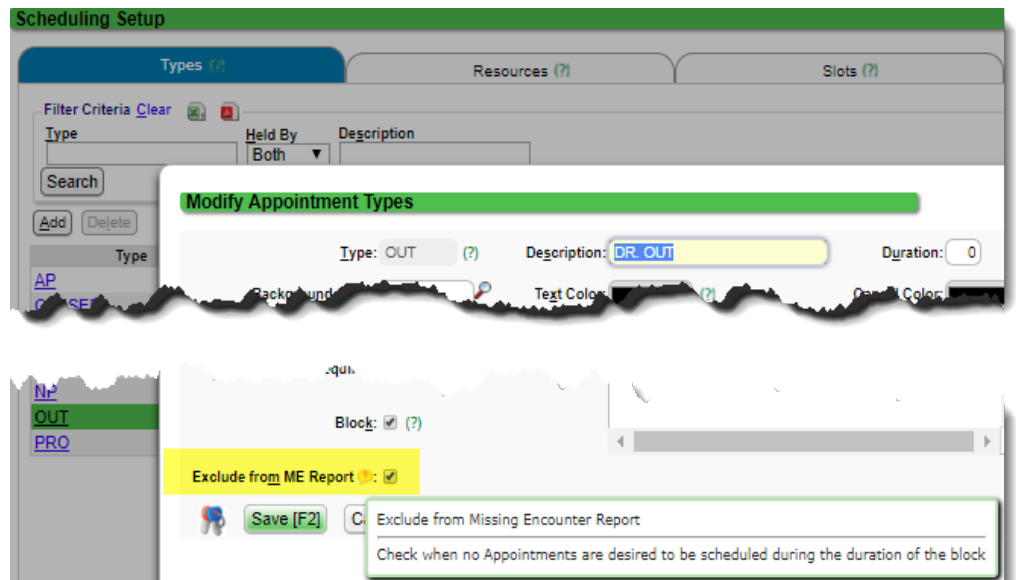 Scheduling Setup
Types (?) Resources (?) Slots (?)
Filter Criteria Clear
Type Held By Description
Both
Search
Modify Appointment Types
Add Delete
Type: OUT (?) Description: DR. OUT Duration: 0
Type
AP
Text Color: (?)
NP
OUT
Block: (?)
PRO
Exclude from ME Report :
Save [F2]
Exclude from Missing Encounter Report
Check when no Appointments are desired to be scheduled during the duration of the block